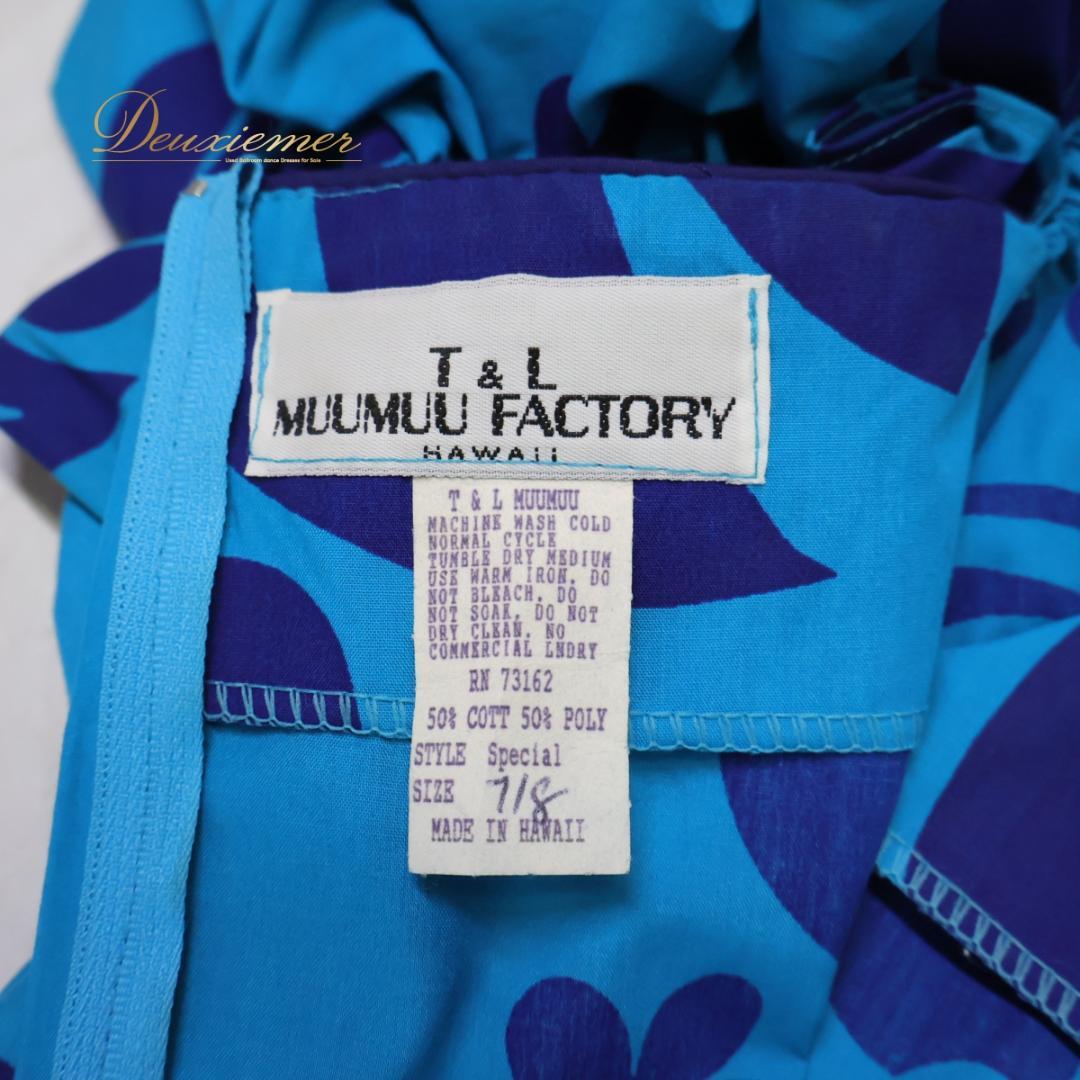 Deuxiemer
Used Ballroom dance Dresses for Sale
T & L
MUUMUU FACTORY
HAWAII
T & L MUUMUU
MACHINE WASH COLD
NORMAL CYCLE
TUMBLE DRY MEDIUM
USE WARM IRON. DO
NOT BLEACH. DO
NOT SOAK. DO NOT
DRY CLEAN. NO
COMMERCIAL LNDRY
RN 73162
50% COTT 50% POLY
STYLE Special
SIZE 7/8
MADE IN HAWAII